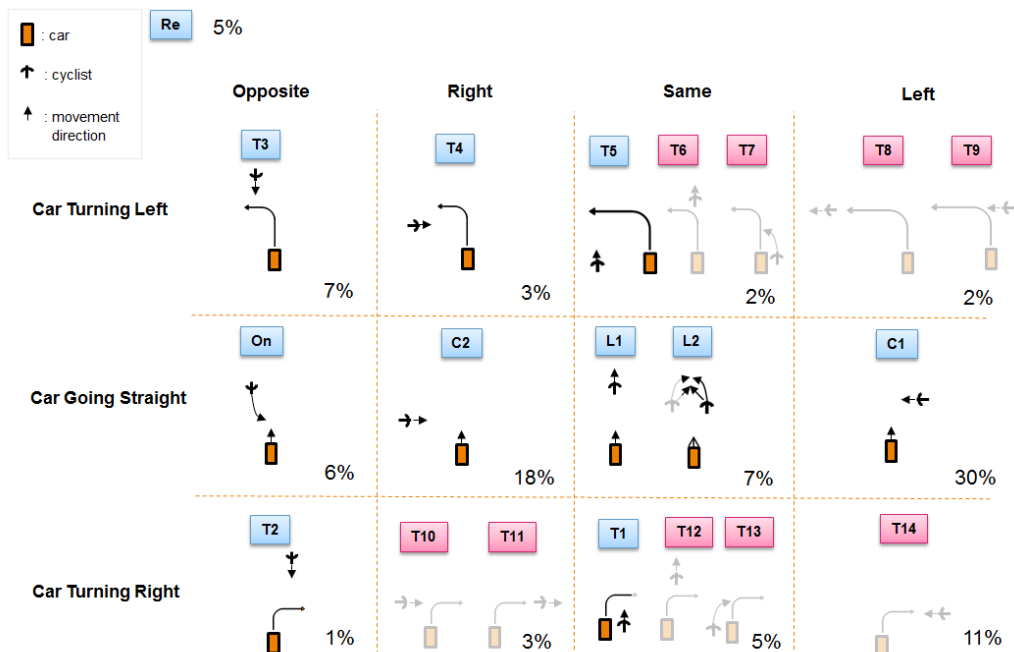 Re 5%
: car
: cyclist
: movement
direction
Opposite Right Same Left
T3 T4 T5 T6 T7 T8 T9
Car Turning Left
7% 3% 2% 2%
On C2 L1 L2 C1
Car Going Straight
6% 18% 7% 30%
T2 T10 T11 T1 T12 T13 T14
Car Turning Right
1% 3% 5% 11%